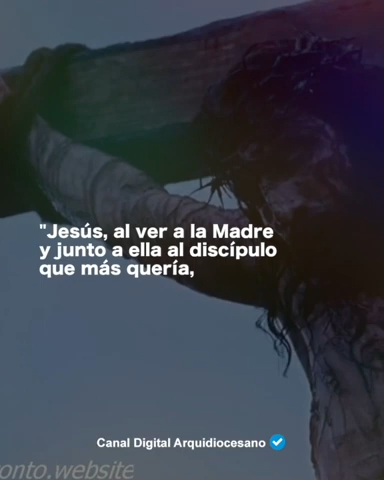 "Jesús, al ver a la Madre
y junto a ella al discípulo
que más quería,
Canal Digital Arquidiocesano
onto.website